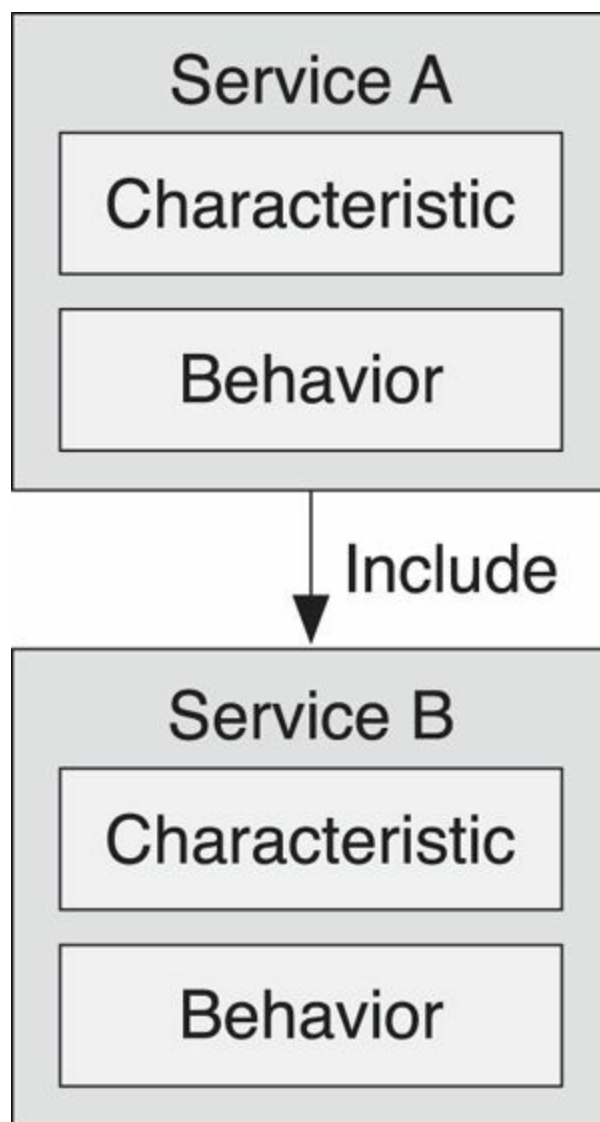 Service A
Characteristic
Behavior
Include
Service B
Characteristic
Behavior